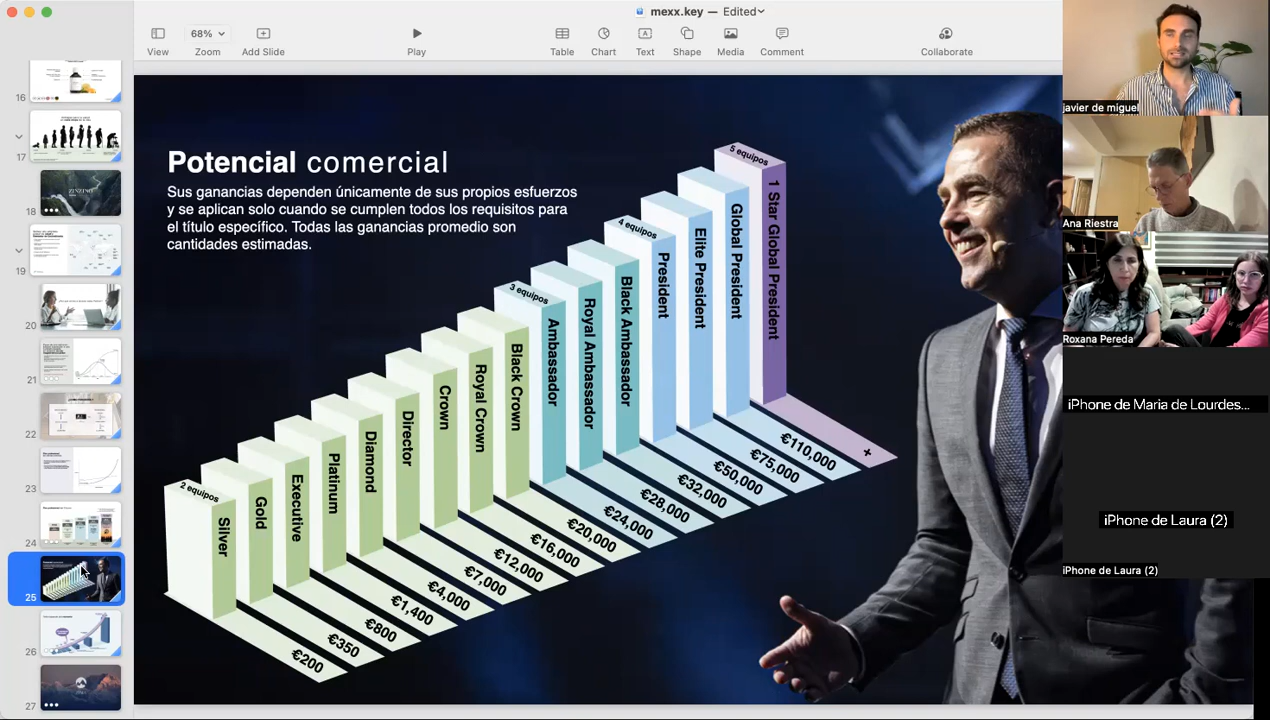 mexx.key — Edited
68%
View
Zoom
Add Slide
Play
Table
Chart
Text
Shape
Media
Comment
Collaborate
16
17
18
19
20
21
22
23
24
25
26
27
ZINZINO
Potencial comercial
Sus ganancias dependen únicamente de sus propios esfuerzos
y se aplican solo cuando se cumplen todos los requisitos para
el título específico. Todas las ganancias promedio son
cantidades estimadas.
2 equipos
Silver
Gold
Executive
Platinum
Diamond
Director
Crown
Royal Crown
Black Crown
3 equipos
Ambassador
Royal Ambassador
Black Ambassador
4 equipos
President
Elite President
Global President
5 equipos
1 Star Global President
€200
€350
€800
€1,400
€4,000
€7,000
€12,000
€16,000
€20,000
€24,000
€28,000
€32,000
€50,000
€75,000
€110,000
+
javier de miguel
Ana Riestra
Roxana Pereda
iPhone de Maria de Lourdes...
iPhone de Laura (2)
iPhone de Laura (2)